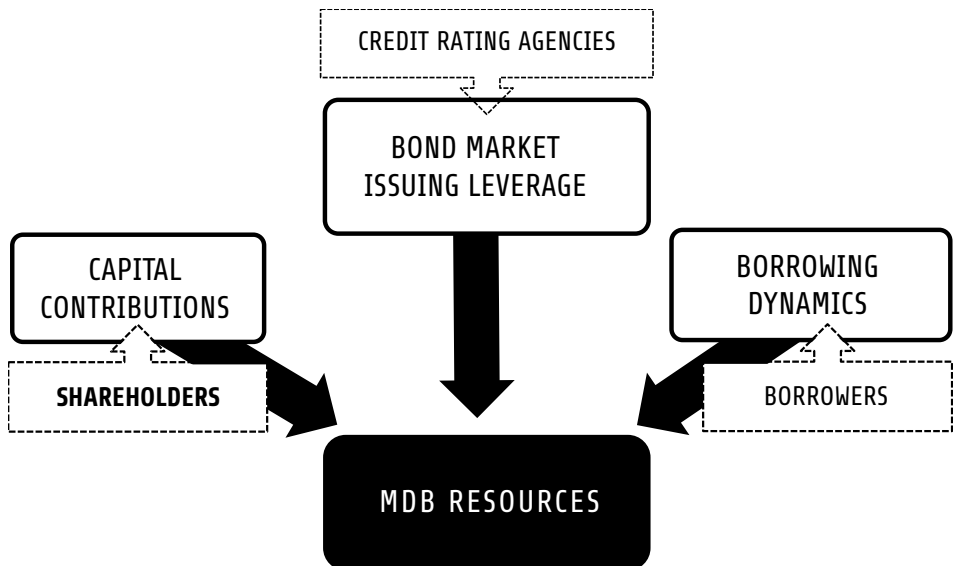 CREDIT RATING AGENCIES
BOND MARKET
ISSUING LEVERAGE
CAPITAL
CONTRIBUTIONS
SHAREHOLDERS
BORROWING
DYNAMICS
BORROWERS
MDB RESOURCES